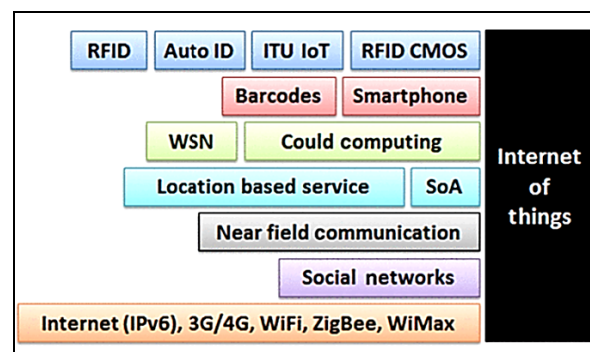 RFID Auto ID ITU IoT RFID CMOS
Barcodes Smartphone
WSN Could computing
Location based service SoA
Near field communication
Social networks
Internet (IPv6), 3G/4G, WiFi, ZigBee, WiMax
Internet
of
things